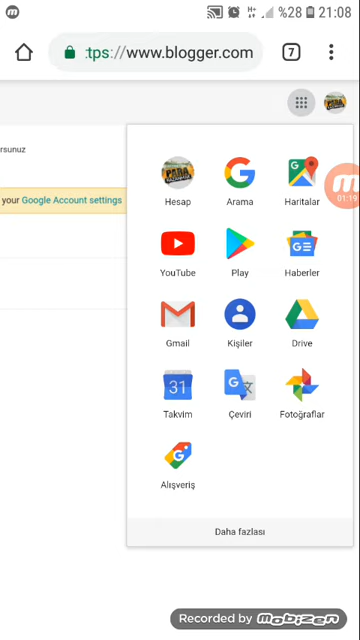 %28 21:08
tps://www.blogger.com
7
rsunuz
your Google Account settings
Hesap
Arama
Haritalar
01:19
YouTube
Play
Haberler
Gmail
Kişiler
Drive
31
Takvim
Çeviri
Fotoğraflar
Alışveriş
Daha fazlası
Recorded by mobizen